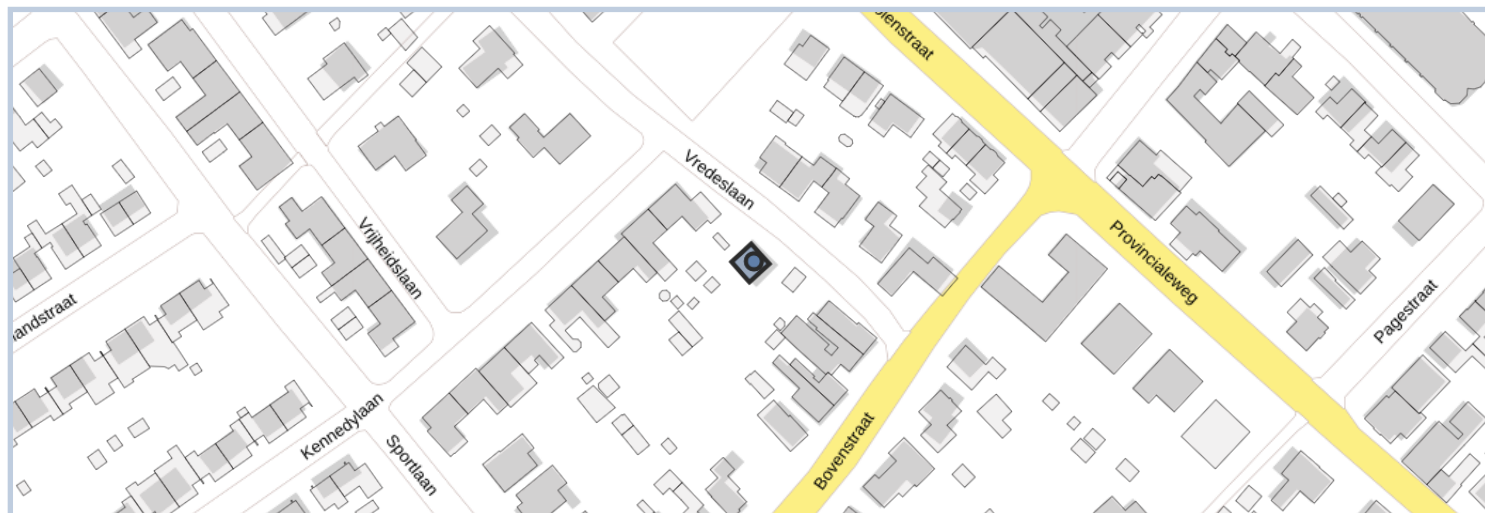 Vredeslaan
Vrijheidslaan
Provincialeweg
Pagestraat
Kennedylaan
Sportlaan
Bovenstraat